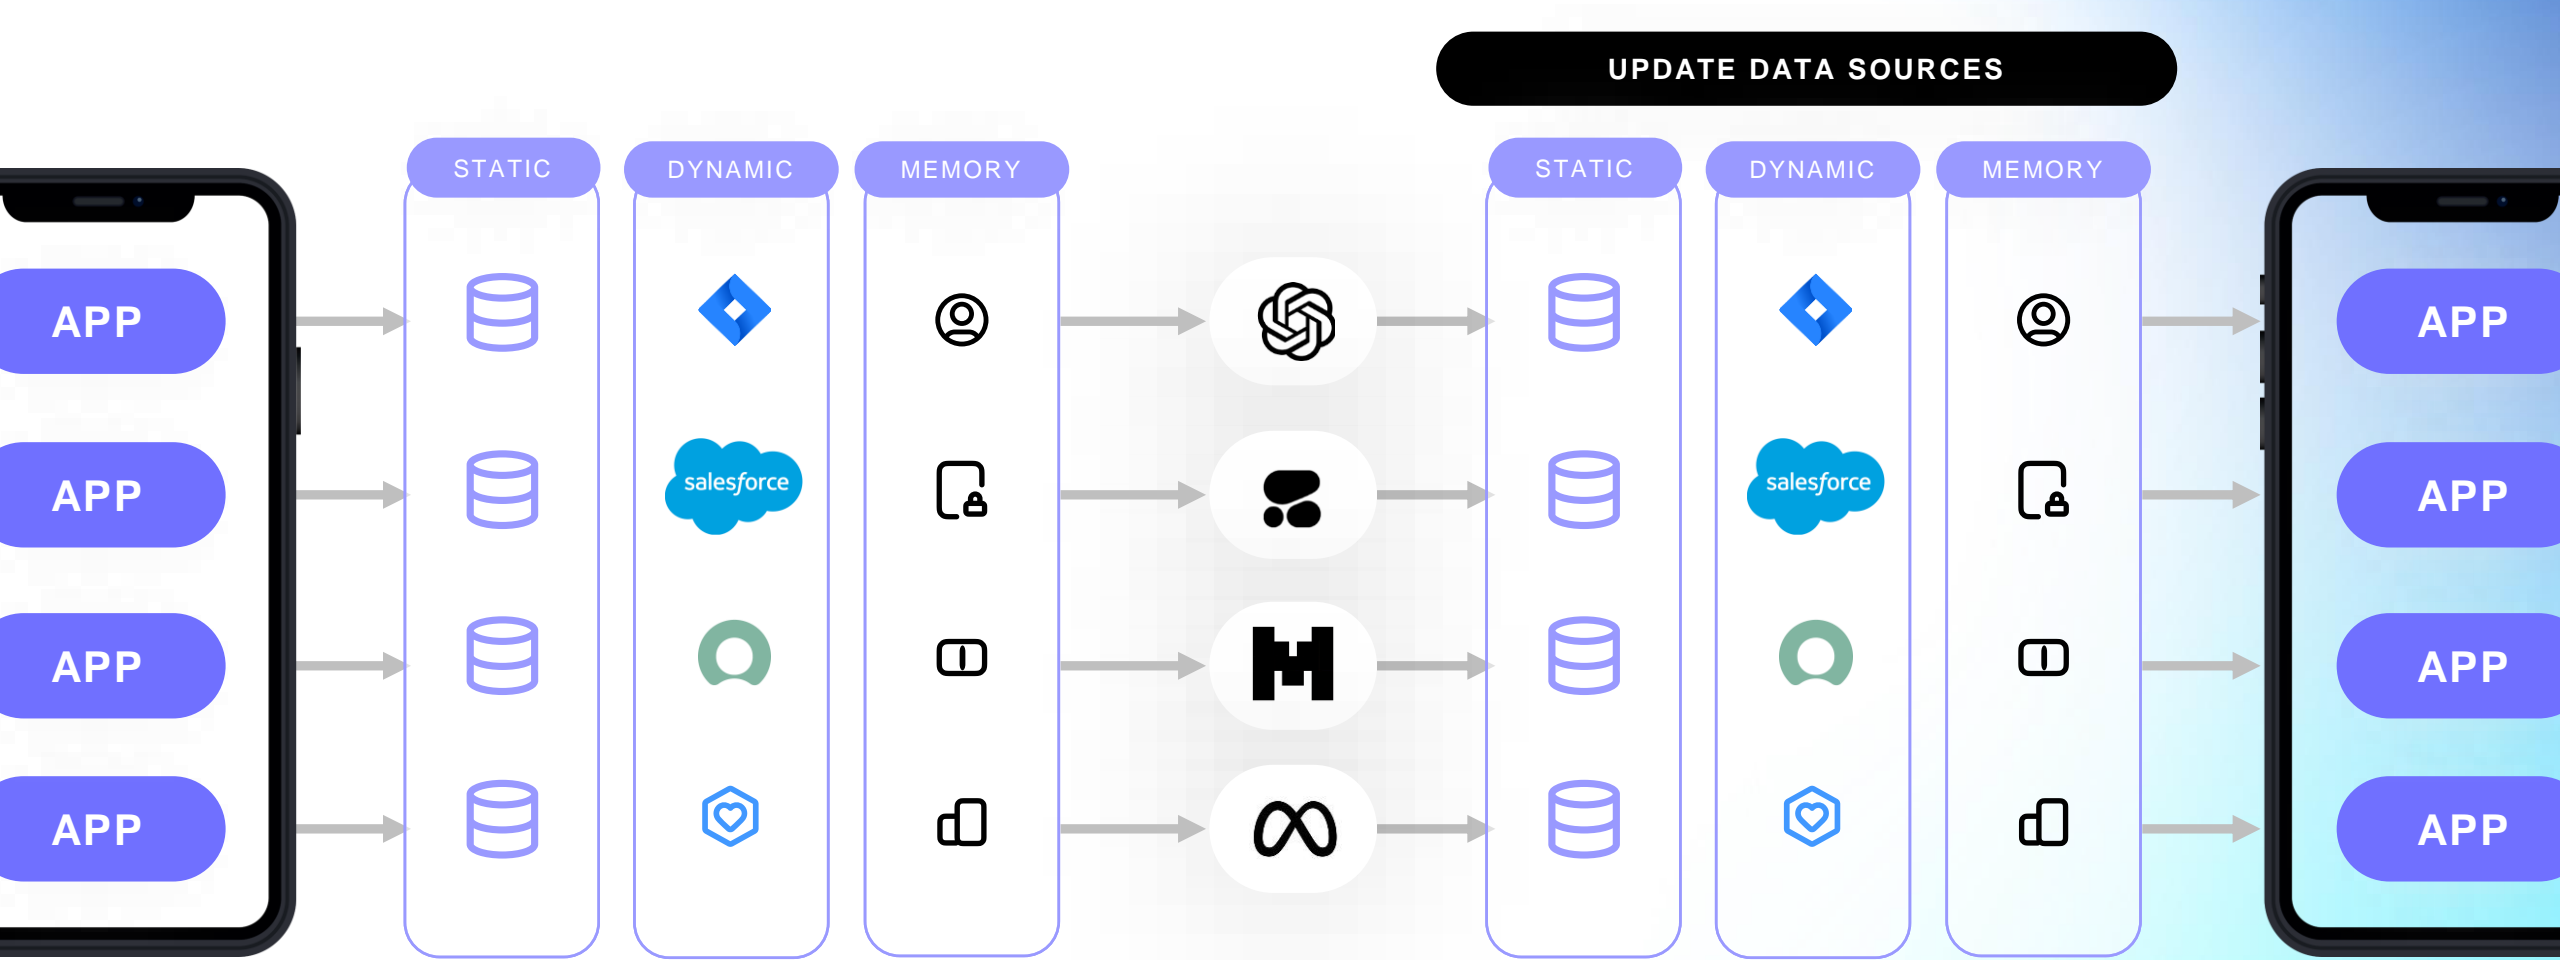 UPDATE DATA SOURCES
STATIC DYNAMIC MEMORY STATIC DYNAMIC MEMORY
APP APP
salesforce salesforce
APP APP
APP APP
APP APP